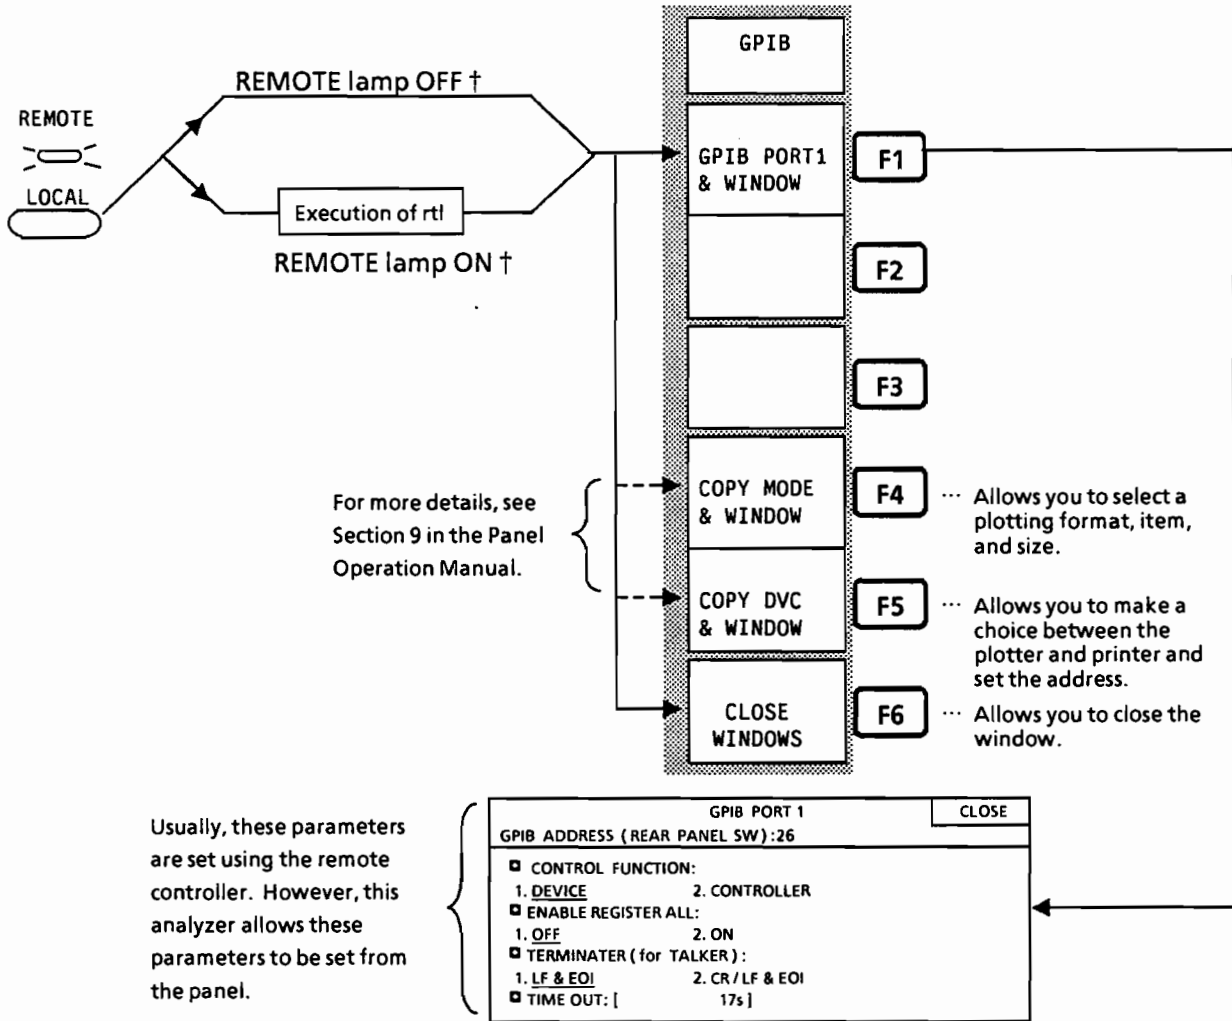 GPIB
REMOTE lamp OFF †
REMOTE
LOCAL
Execution of rtl
REMOTE lamp ON †
GPIB PORT1
& WINDOW
F1
F2
F3
For more details, see
Section 9 in the Panel
Operation Manual.
COPY MODE
& WINDOW
F4
··· Allows you to select a
plotting format, item,
and size.
COPY DVC
& WINDOW
F5
··· Allows you to make a
choice between the
plotter and printer and
set the address.
CLOSE
WINDOWS
F6
··· Allows you to close the
window.
Usually, these parameters
are set using the remote
controller. However, this
analyzer allows these
parameters to be set from
the panel.
GPIB PORT 1
CLOSE
GPIB ADDRESS (REAR PANEL SW):26
CONTROL FUNCTION:
1. DEVICE 2. CONTROLLER
ENABLE REGISTER ALL:
1. OFF 2. ON
TERMINATER (for TALKER) :
1. LF & EOI 2. CR/LF & EOI
TIME OUT: [ 17s]